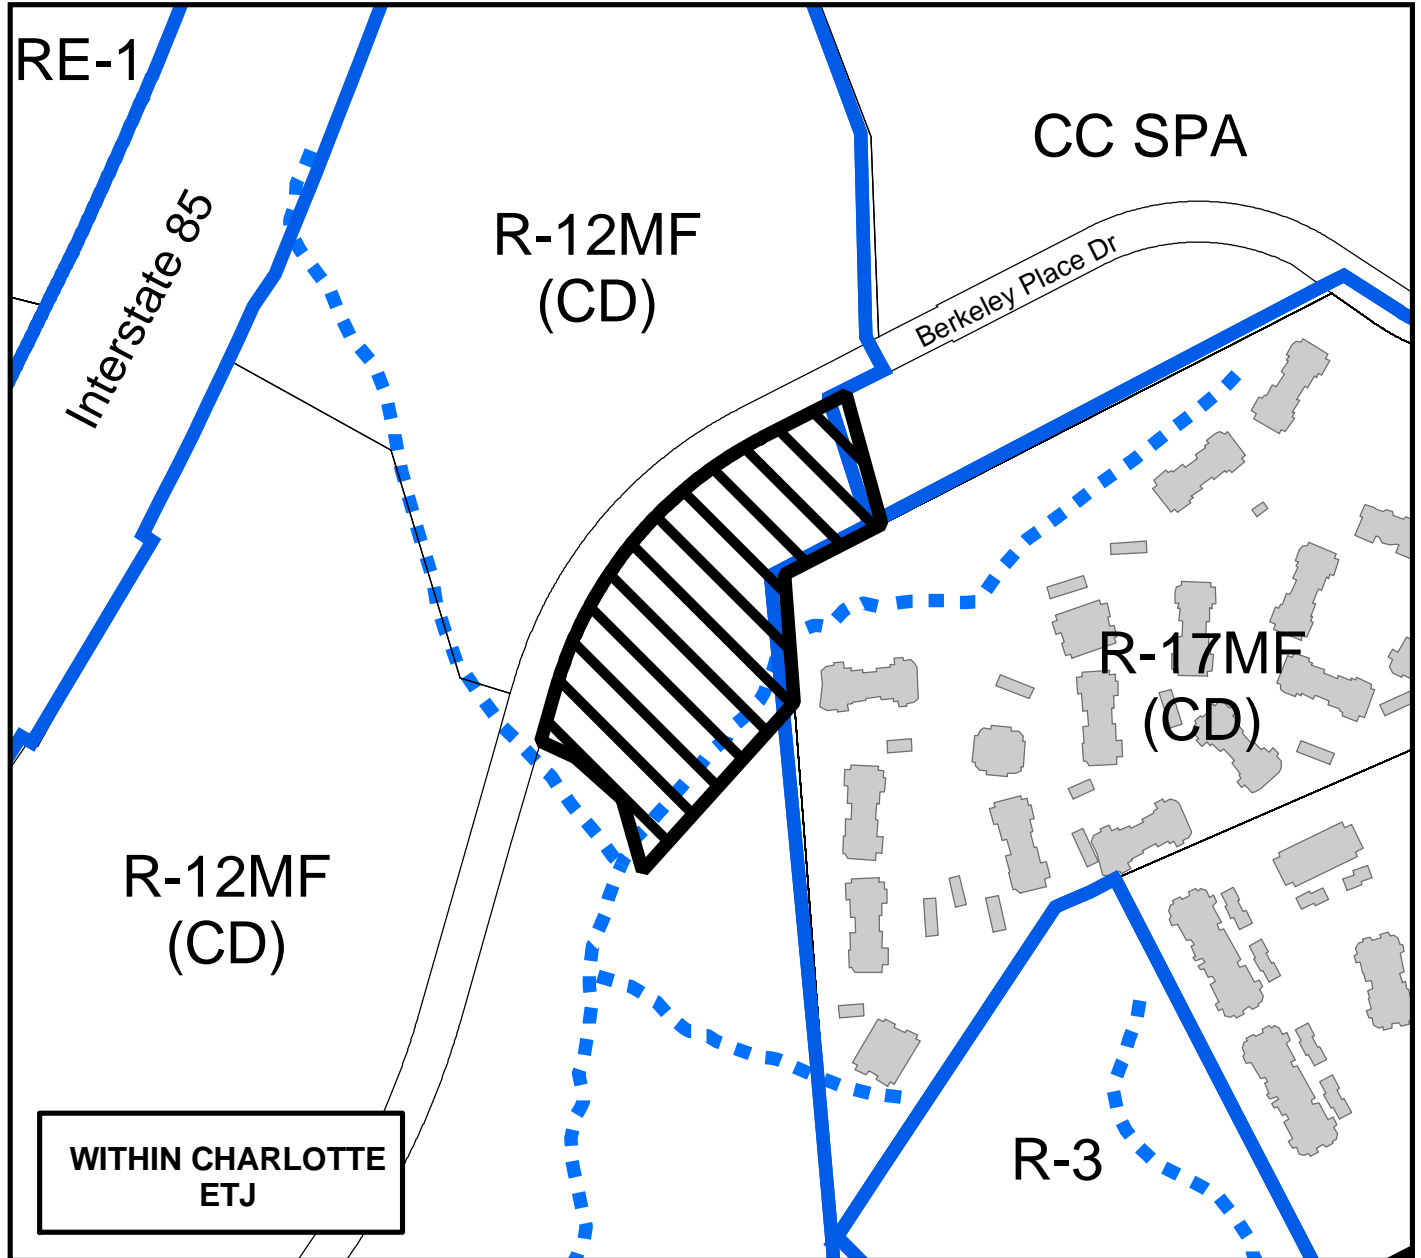 RE-1
CC SPA
Interstate 85
R-12MF
(CD)
Berkeley Place Dr
R-17MF
(CD)
R-12MF
(CD)
WITHIN CHARLOTTE
ETJ
R-3